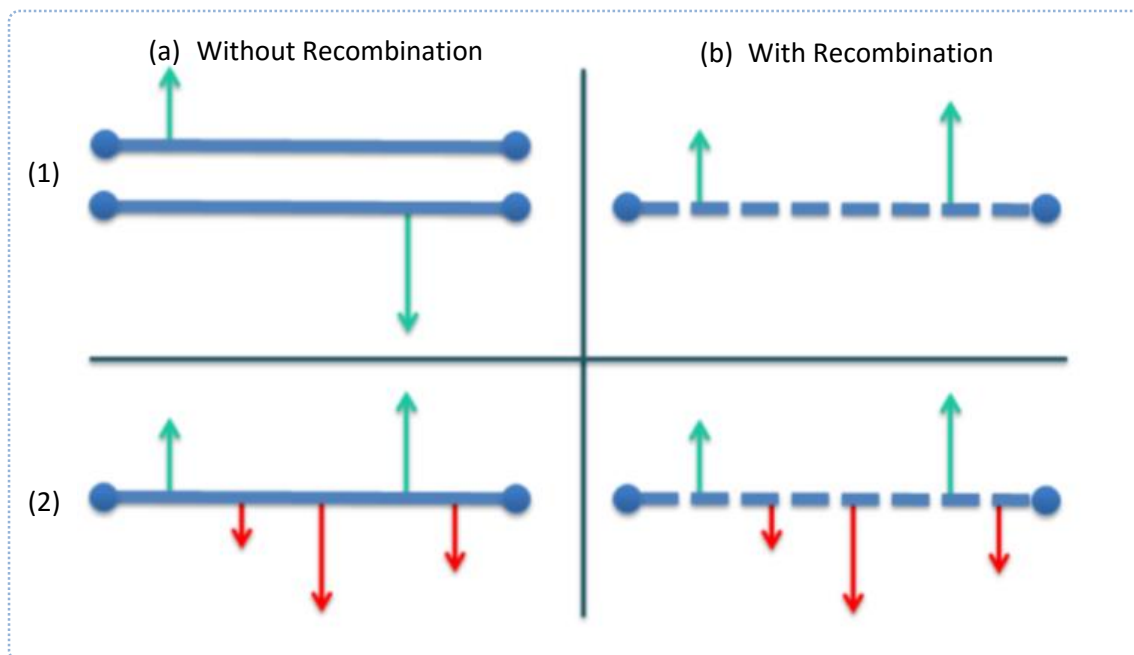 (a) Without Recombination
(b) With Recombination
(1)
(2)